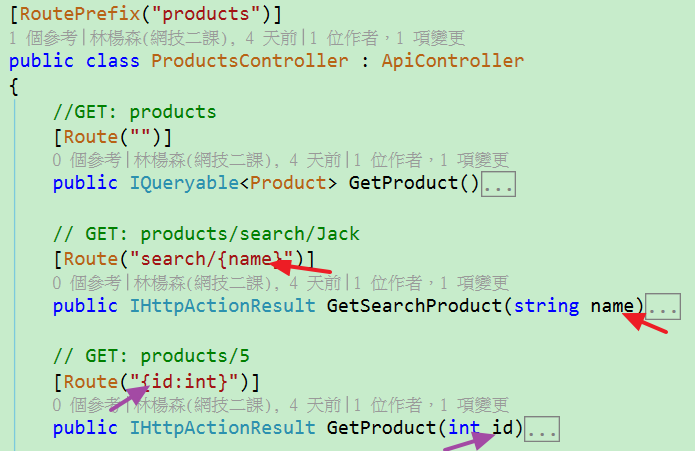 [RoutePrefix("products")]
1 個參考|林楊森(網技二課), 4 天前|1 位作者，1 項變更
public class ProductsController : ApiController
{
//GET: products
[Route("")]
0 個參考|林楊森(網技二課), 4 天前|1 位作者，1 項變更
public IQueryable<Product> GetProduct()...
// GET: products/search/Jack
[Route("search/{name}")]
0 個參考|林楊森(網技二課), 4 天前|1 位作者，1 項變更
public IHttpActionResult GetSearchProduct(string name)...
// GET: products/5
[Route("{id:int}")]
0 個參考|林楊森(網技二課), 4 天前|1 位作者，1 項變更
public IHttpActionResult GetProduct(int id)...